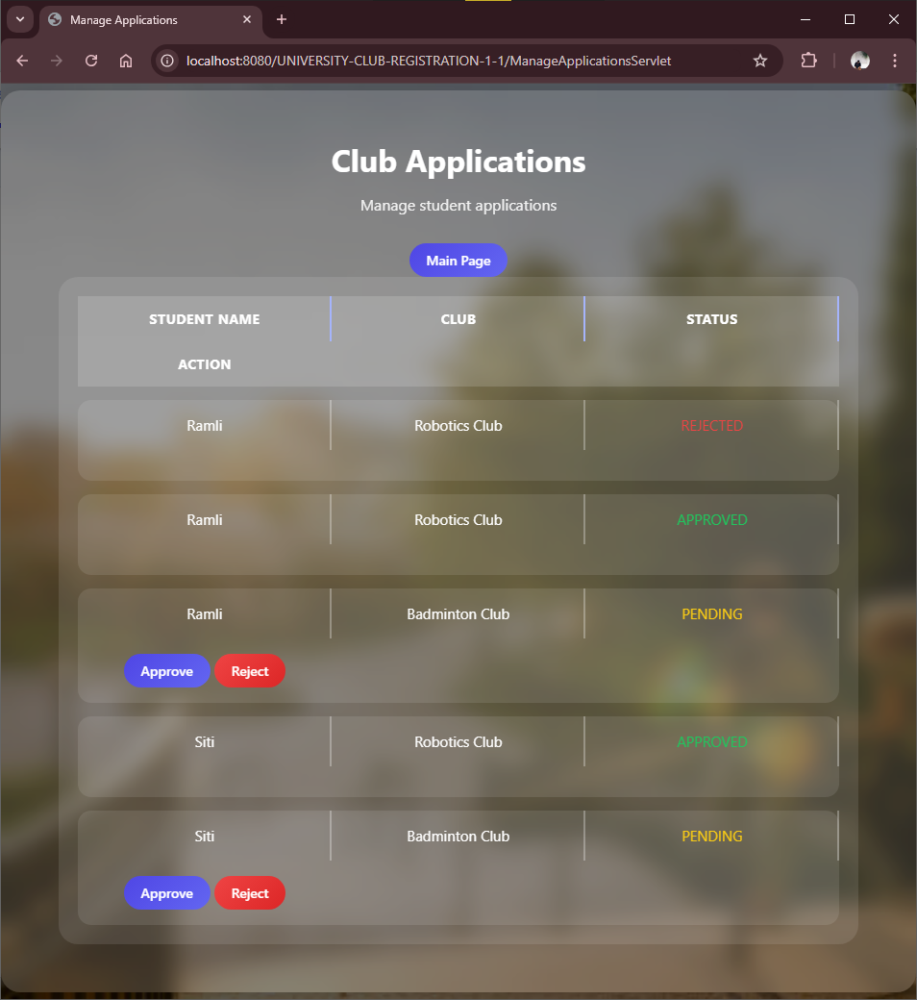 Manage Applications
localhost:8080/UNIVERSITY-CLUB-REGISTRATION-1-1/ManageApplicationsServlet
Club Applications
Manage student applications
Main Page
STUDENT NAME CLUB STATUS
ACTION
Ramli Robotics Club REJECTED
Ramli Robotics Club APPROVED
Ramli Badminton Club PENDING
Approve Reject
Siti Robotics Club APPROVED
Siti Badminton Club PENDING
Approve Reject